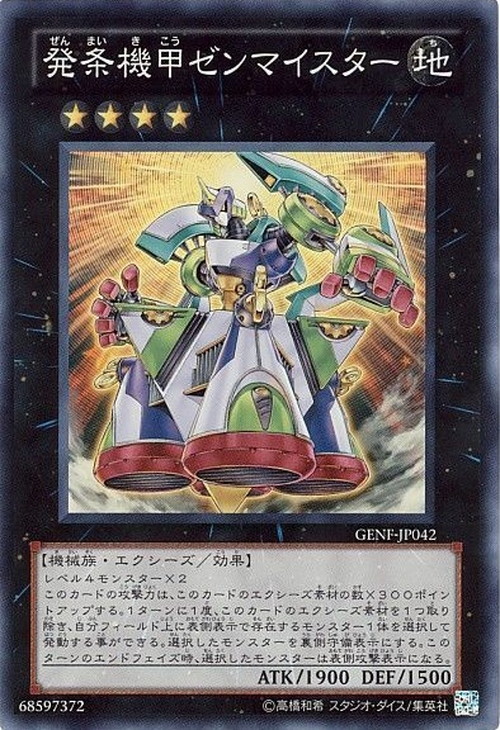 発条機甲ゼンマイスター 地
GENF-JP042
【機械族・エクシーズ/効果】
レベル4モンスター×2
このカードの攻撃力は、このカードのエクシーズ素材の数×300ポイン
トアップする。1ターンに1度、このカードのエクシーズ素材を1つ取り
除き、自分フィールド上に表側表示で存在するモンスター1体を選択して
発動する事ができる。選択したモンスターを裏側守備表示にする。この
ターンのエンドフェイズ時、選択したモンスターは表側攻撃表示になる。
ATK/1900 DEF/1500
68597372
©高橋和希 スタジオ・ダイス/集英社